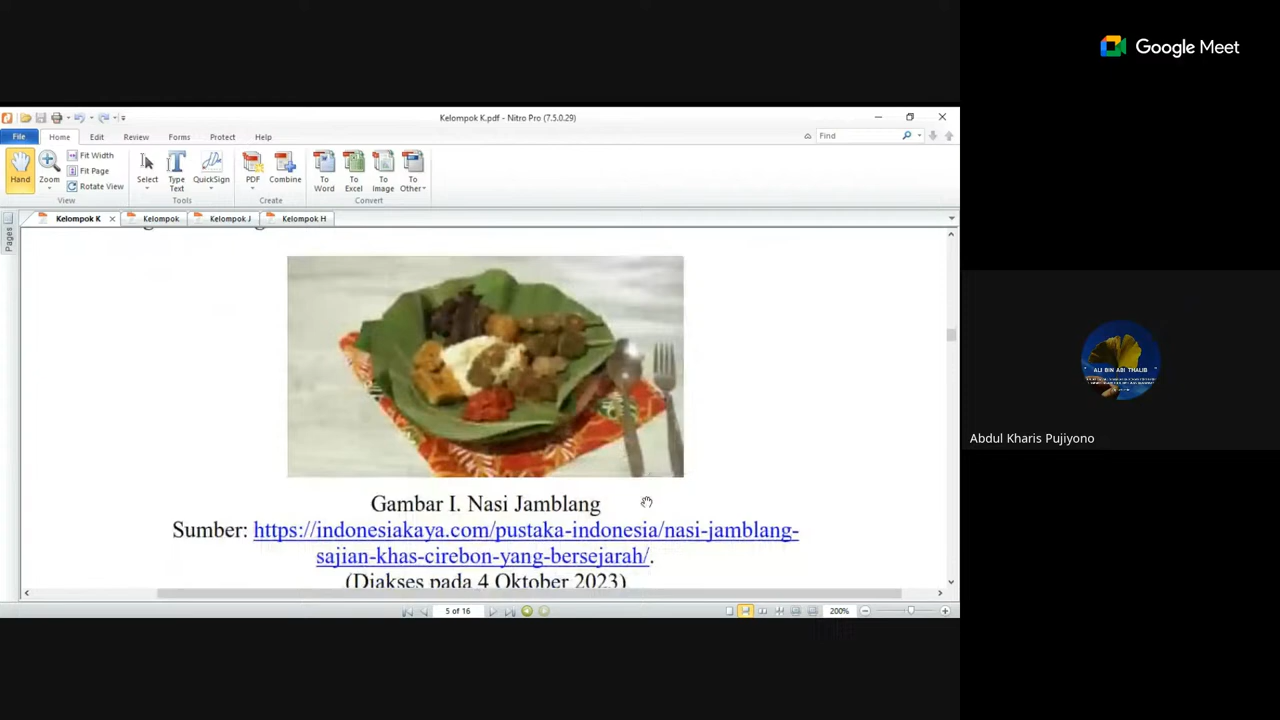 Google Meet
Kelompok K.pdf - Nitro Pro (7.5.0.29)
File Home Edit Review Forms Protect Help
Find
Hand
Zoom
Fit Width
Fit Page
Rotate View
View
Select
Type Text
QuickSign
Tools
PDF
Combine
Create
To Word
To Excel
To Image
To Other
Convert
Kelompok K
Kelompok
Kelompok J
Kelompok H
Pages
Gambar I. Nasi Jamblang
Sumber: https://indonesiakaya.com/pustaka-indonesia/nasi-jamblang-
sajian-khas-cirebon-yang-bersejarah/.
(Diakses pada 4 Oktober 2023)
5 of 16
200%
ALI BIN ABI THALIB
Abdul Kharis Pujiyono